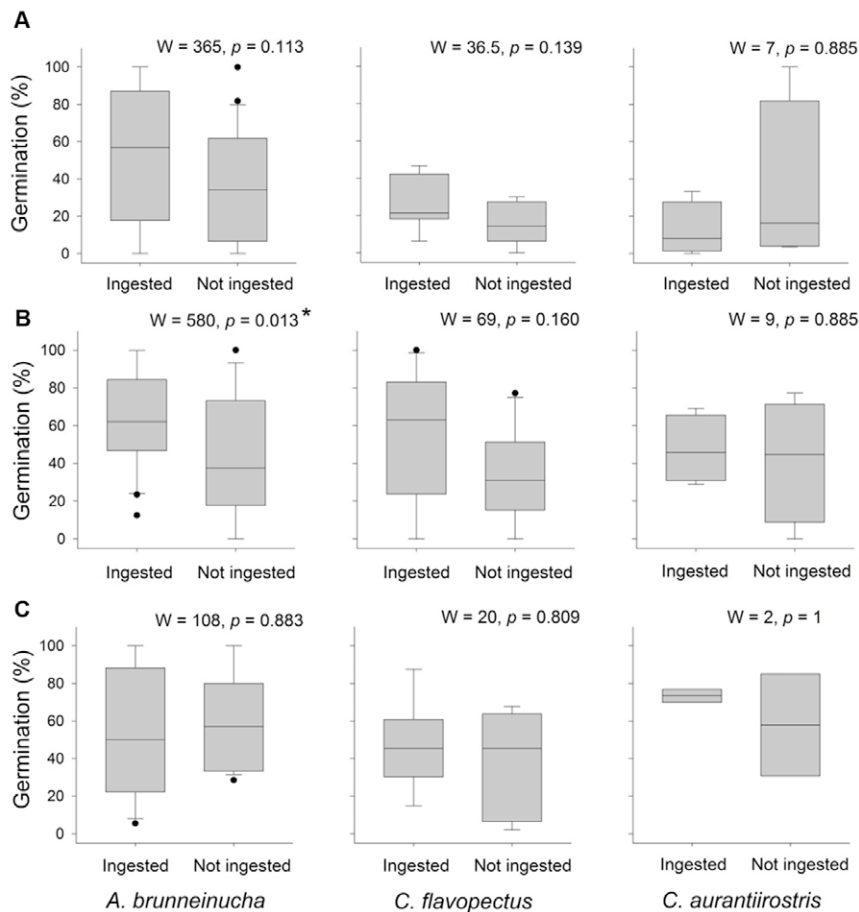 A
W = 365, p = 0.113
W = 36.5, p = 0.139
W = 7, p = 0.885
Germination (%)
100
80
60
40
20
0
Ingested Not ingested
Ingested Not ingested
Ingested Not ingested
B
W = 580, p = 0.013*
W = 69, p = 0.160
W = 9, p = 0.885
Germination (%)
100
80
60
40
20
0
Ingested Not ingested
Ingested Not ingested
Ingested Not ingested
C
W = 108, p = 0.883
W = 20, p = 0.809
W = 2, p = 1
Germination (%)
100
80
60
40
20
0
Ingested Not ingested
Ingested Not ingested
Ingested Not ingested
A. brunneinucha
C. flavopectus
C. aurantiirostris